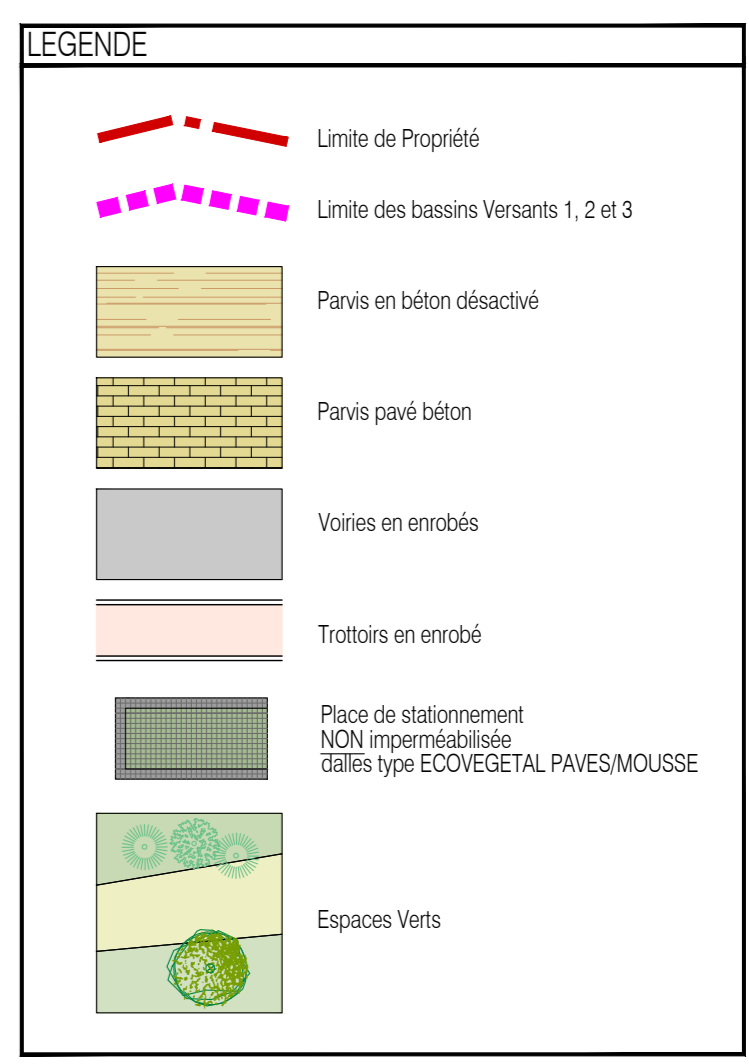 LEGENDE
Limite de Propriété
Limite des bassins Versants 1, 2 et 3
Parvis en béton désactivé
Parvis pavé béton
Voiries en enrobés
Trottoirs en enrobé
Place de stationnement
NON imperméabilisée
dalles type ECOVEGETAL PAVES/MOUSSE
Espaces Verts